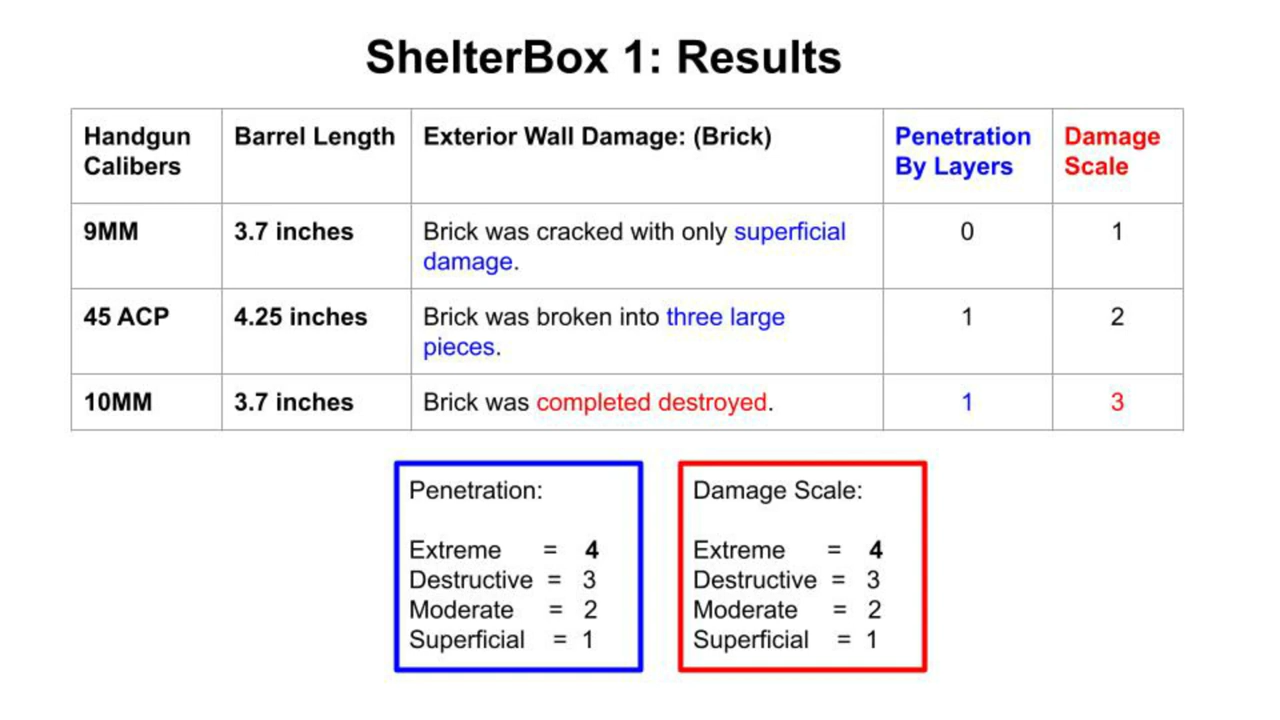 ShelterBox 1: Results
Handgun Calibers Barrel Length Exterior Wall Damage: (Brick) Penetration By Layers Damage Scale
9MM 3.7 inches Brick was cracked with only superficial damage. 0 1
45 ACP 4.25 inches Brick was broken into three large pieces. 1 2
10MM 3.7 inches Brick was completed destroyed. 1 3
Penetration:
Extreme = 4
Destructive = 3
Moderate = 2
Superficial = 1
Damage Scale:
Extreme = 4
Destructive = 3
Moderate = 2
Superficial = 1